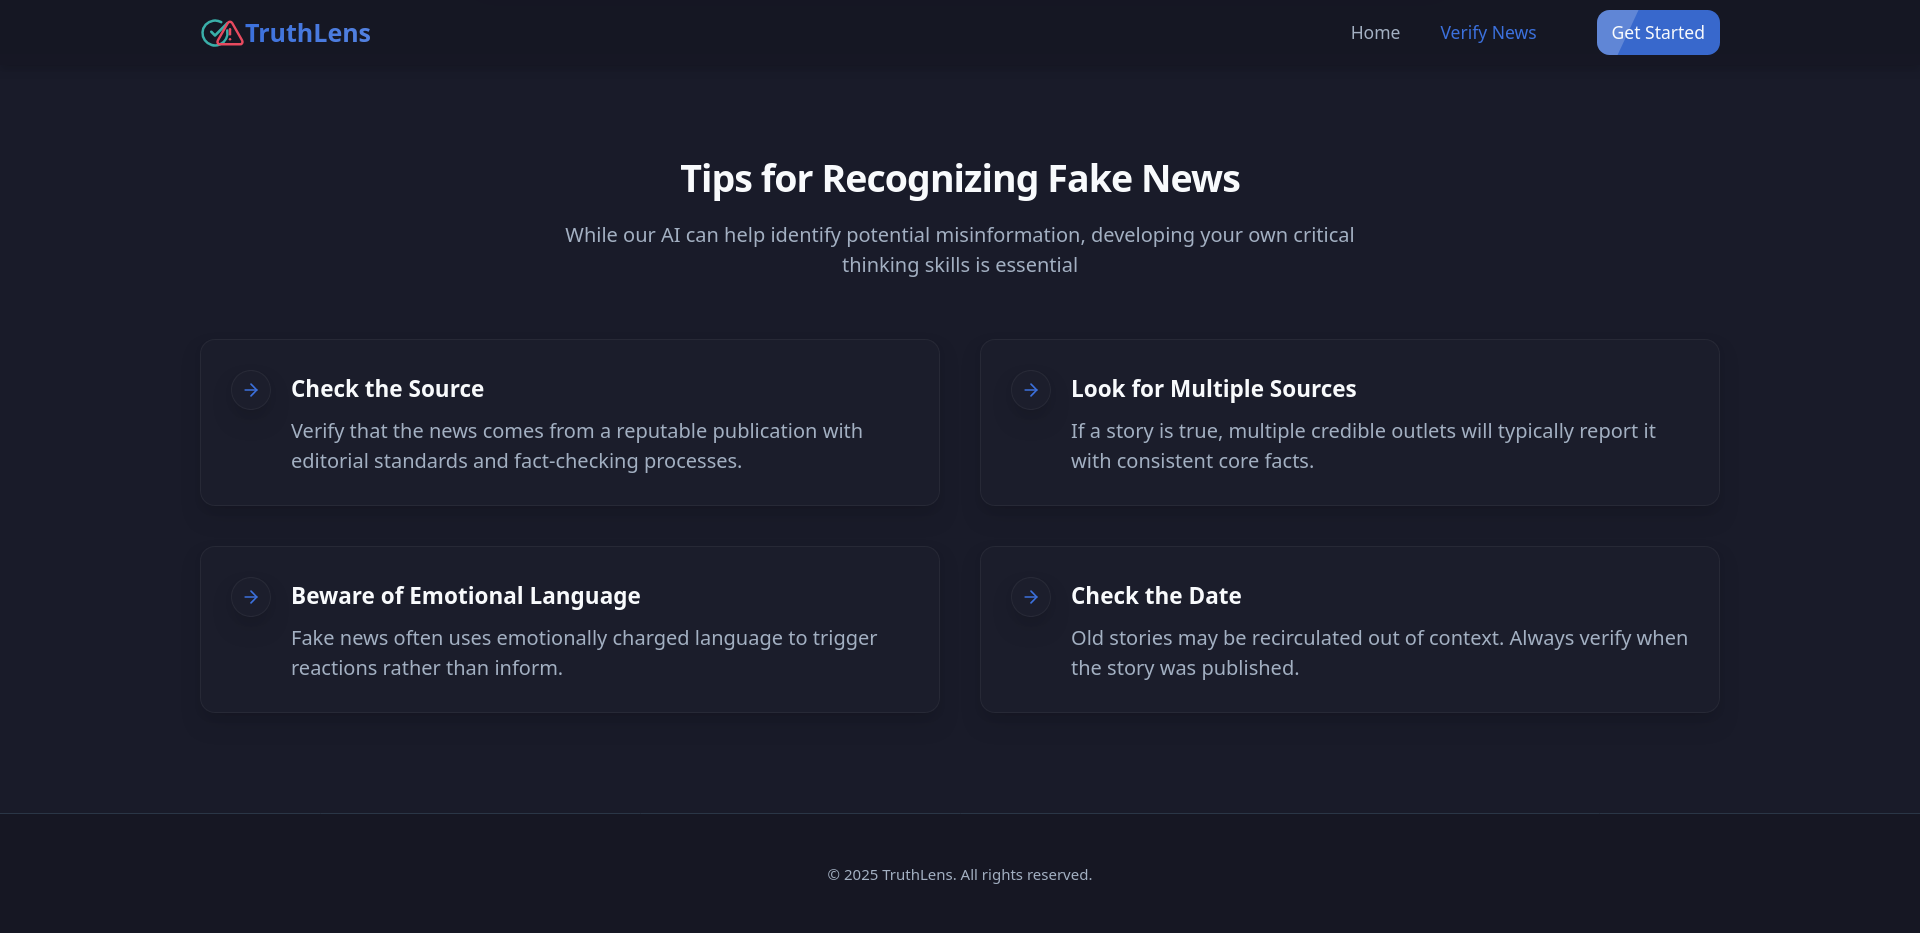 TruthLens
Home
Verify News
Get Started
Tips for Recognizing Fake News
While our AI can help identify potential misinformation, developing your own critical
thinking skills is essential
Check the Source
Verify that the news comes from a reputable publication with
editorial standards and fact-checking processes.
Look for Multiple Sources
If a story is true, multiple credible outlets will typically report it
with consistent core facts.
Beware of Emotional Language
Fake news often uses emotionally charged language to trigger
reactions rather than inform.
Check the Date
Old stories may be recirculated out of context. Always verify when
the story was published.
© 2025 TruthLens. All rights reserved.